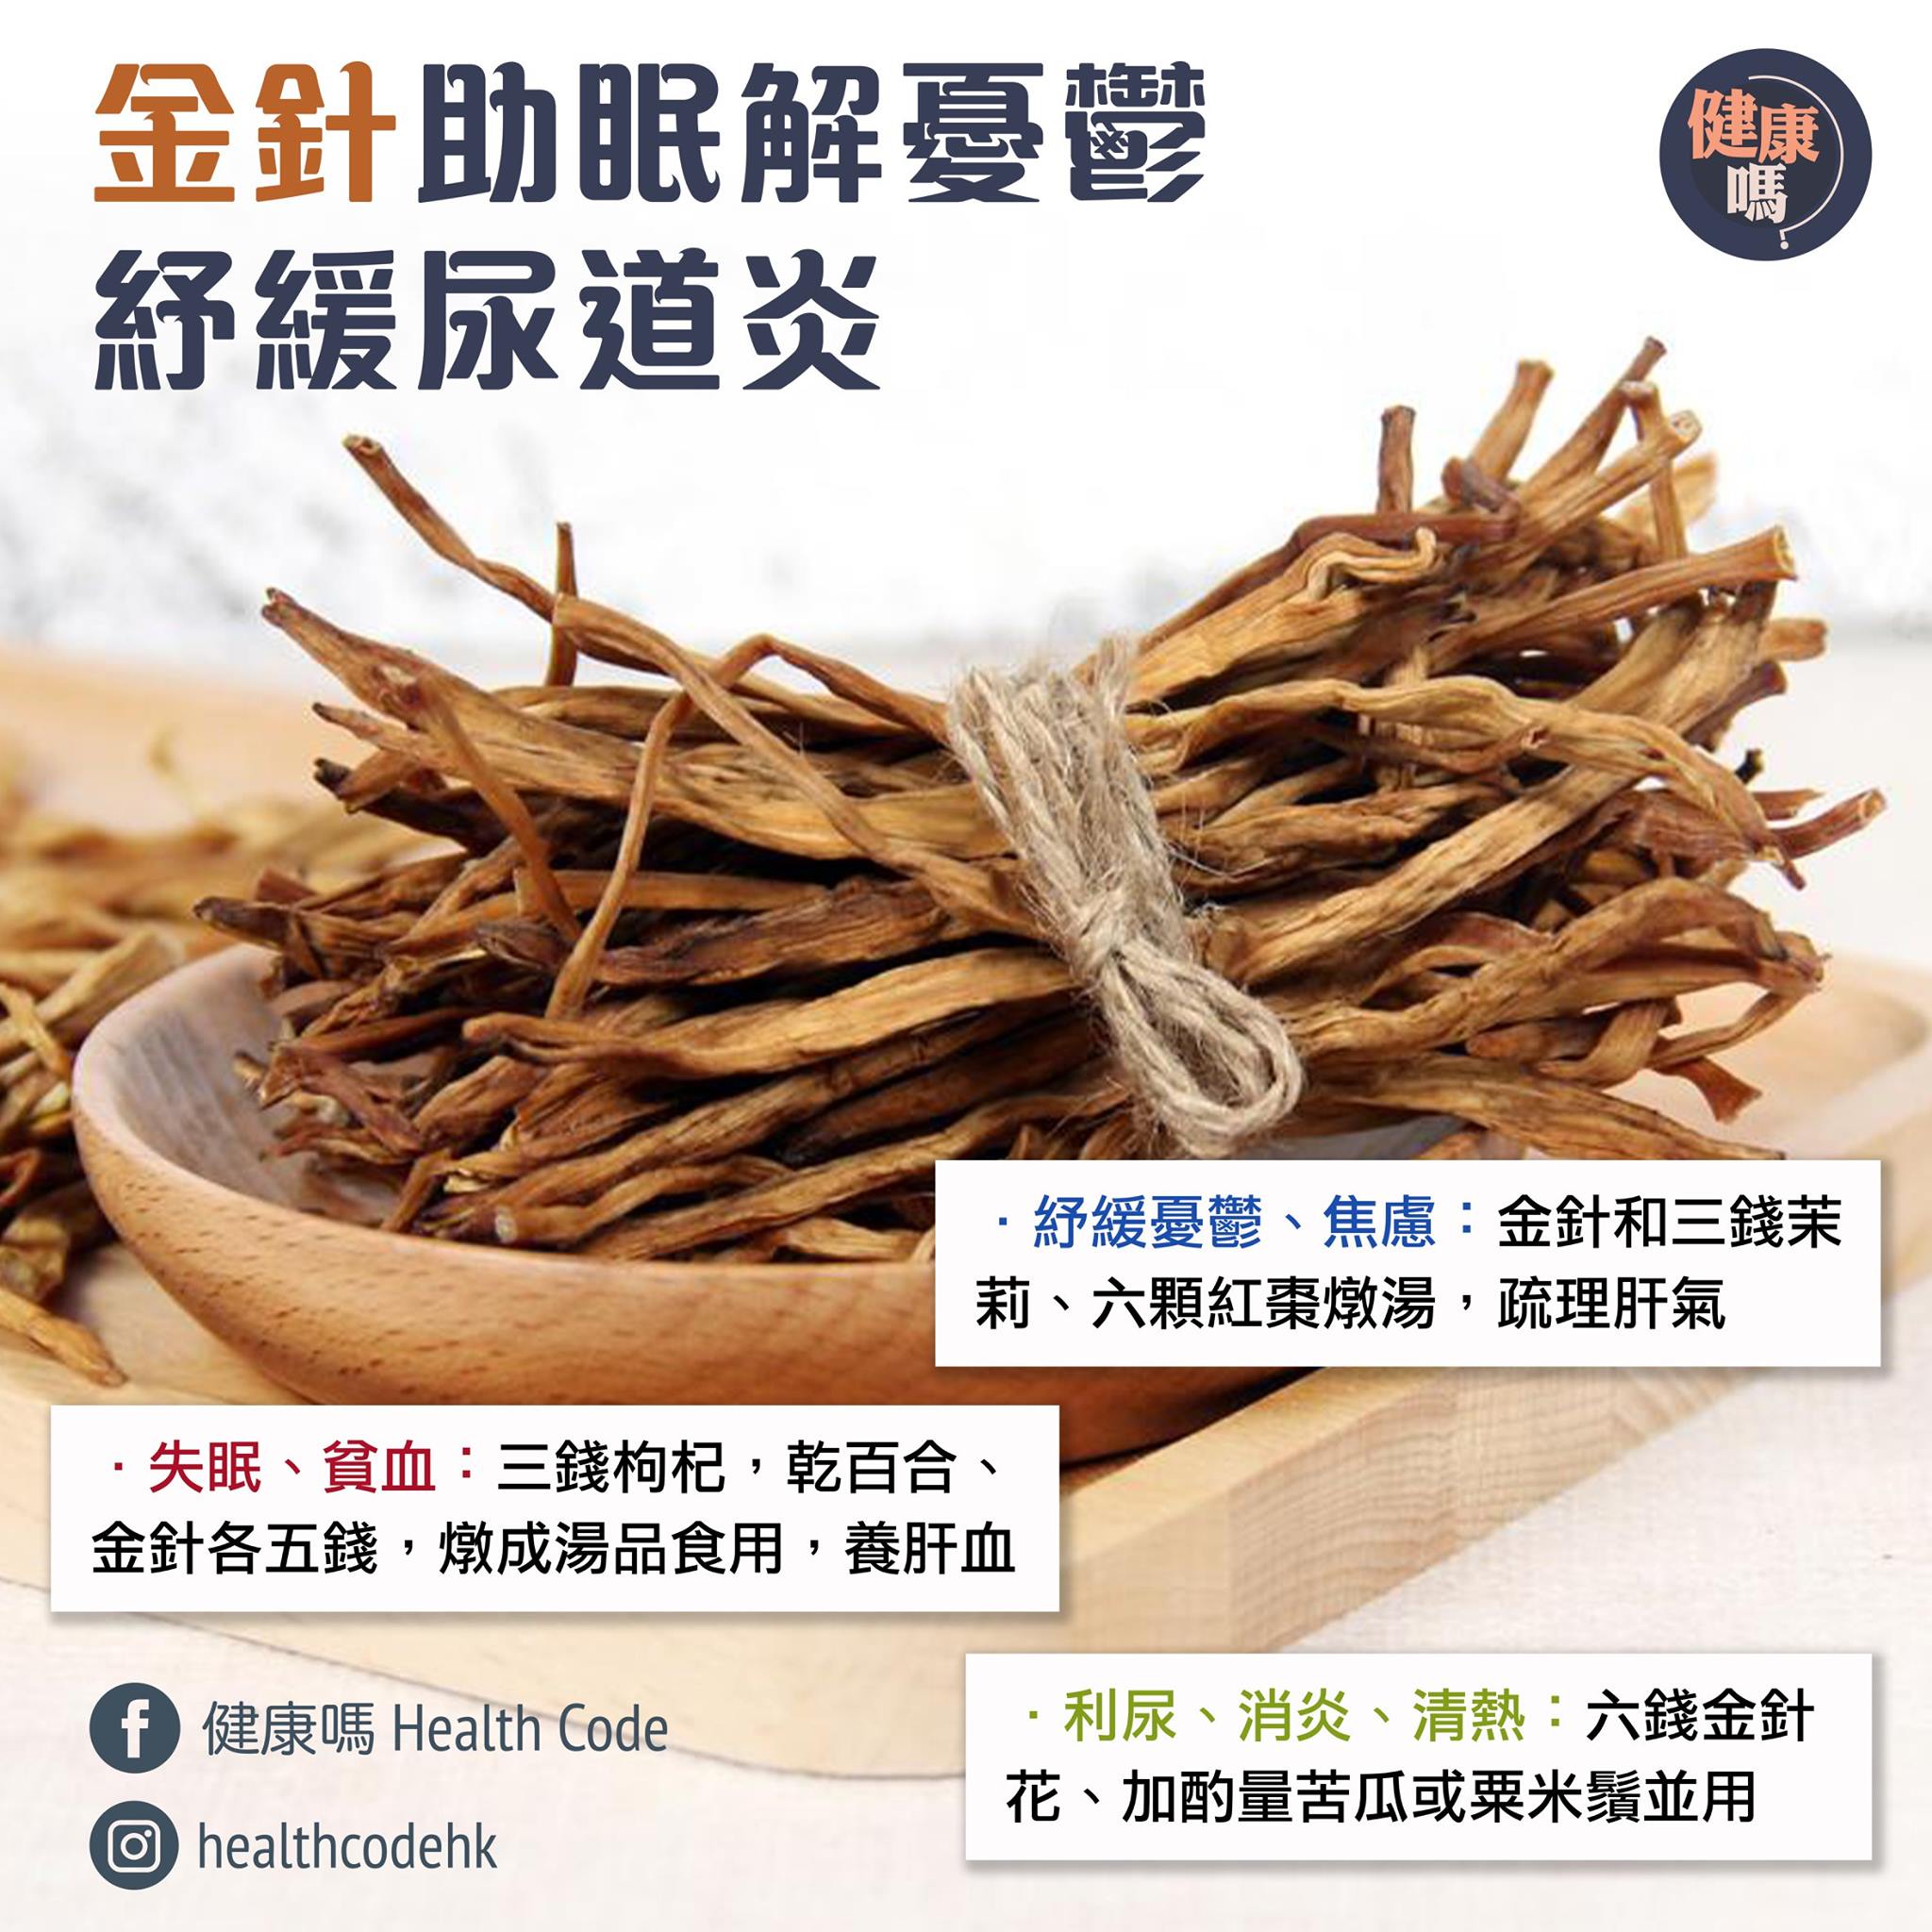 金針助眠解憂鬱
紓緩尿道炎
健康
嗎?
·紓緩憂鬱、焦慮：金針和三錢茉
莉、六顆紅棗燉湯，疏理肝氣
·失眠、貧血：三錢枸杞，乾百合、
金針各五錢，燉成湯品食用，養肝血
·利尿、消炎、清熱：六錢金針
花、加酌量苦瓜或粟米鬚並用
健康嗎 Health Code
healthcodehk